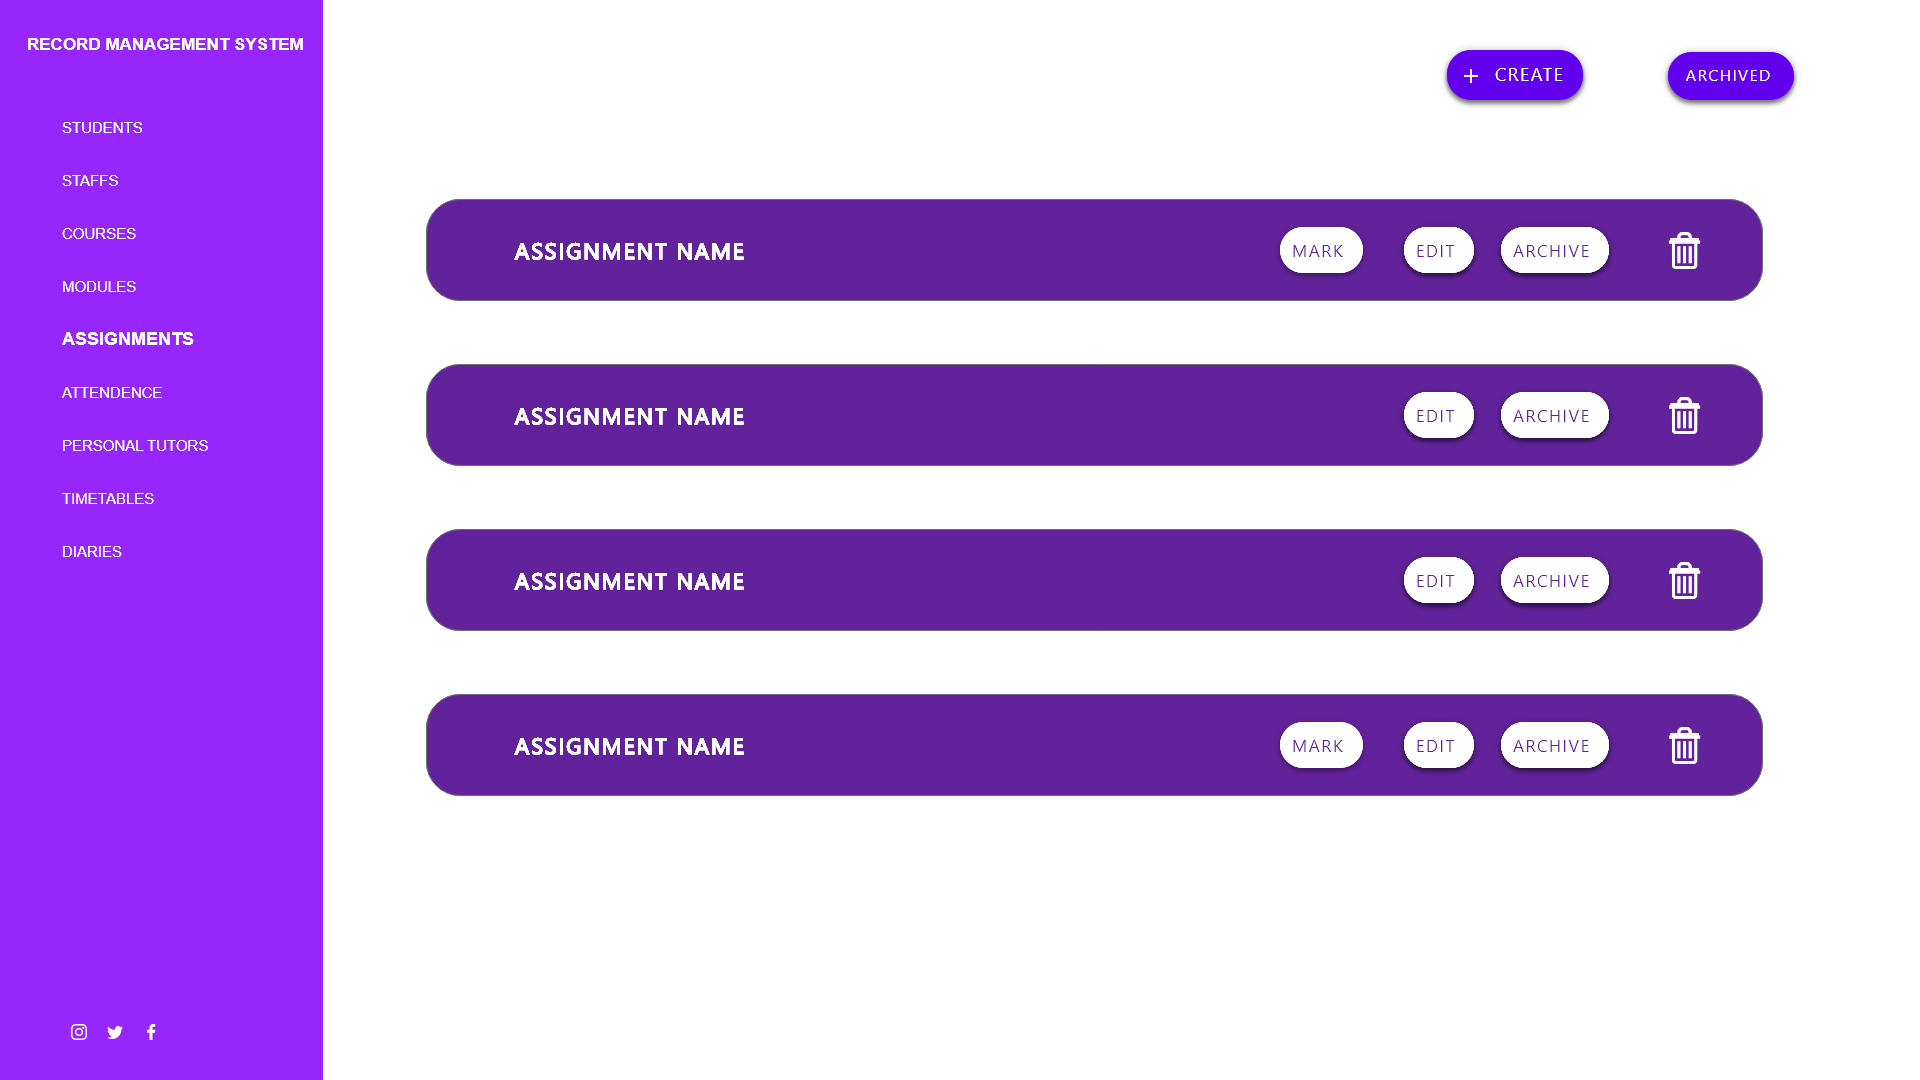 RECORD MANAGEMENT SYSTEM
STUDENTS
STAFFS
COURSES
MODULES
ASSIGNMENTS
ATTENDENCE
PERSONAL TUTORS
TIMETABLES
DIARIES
+ CREATE
ARCHIVED
ASSIGNMENT NAME MARK EDIT ARCHIVE
ASSIGNMENT NAME EDIT ARCHIVE
ASSIGNMENT NAME EDIT ARCHIVE
ASSIGNMENT NAME MARK EDIT ARCHIVE